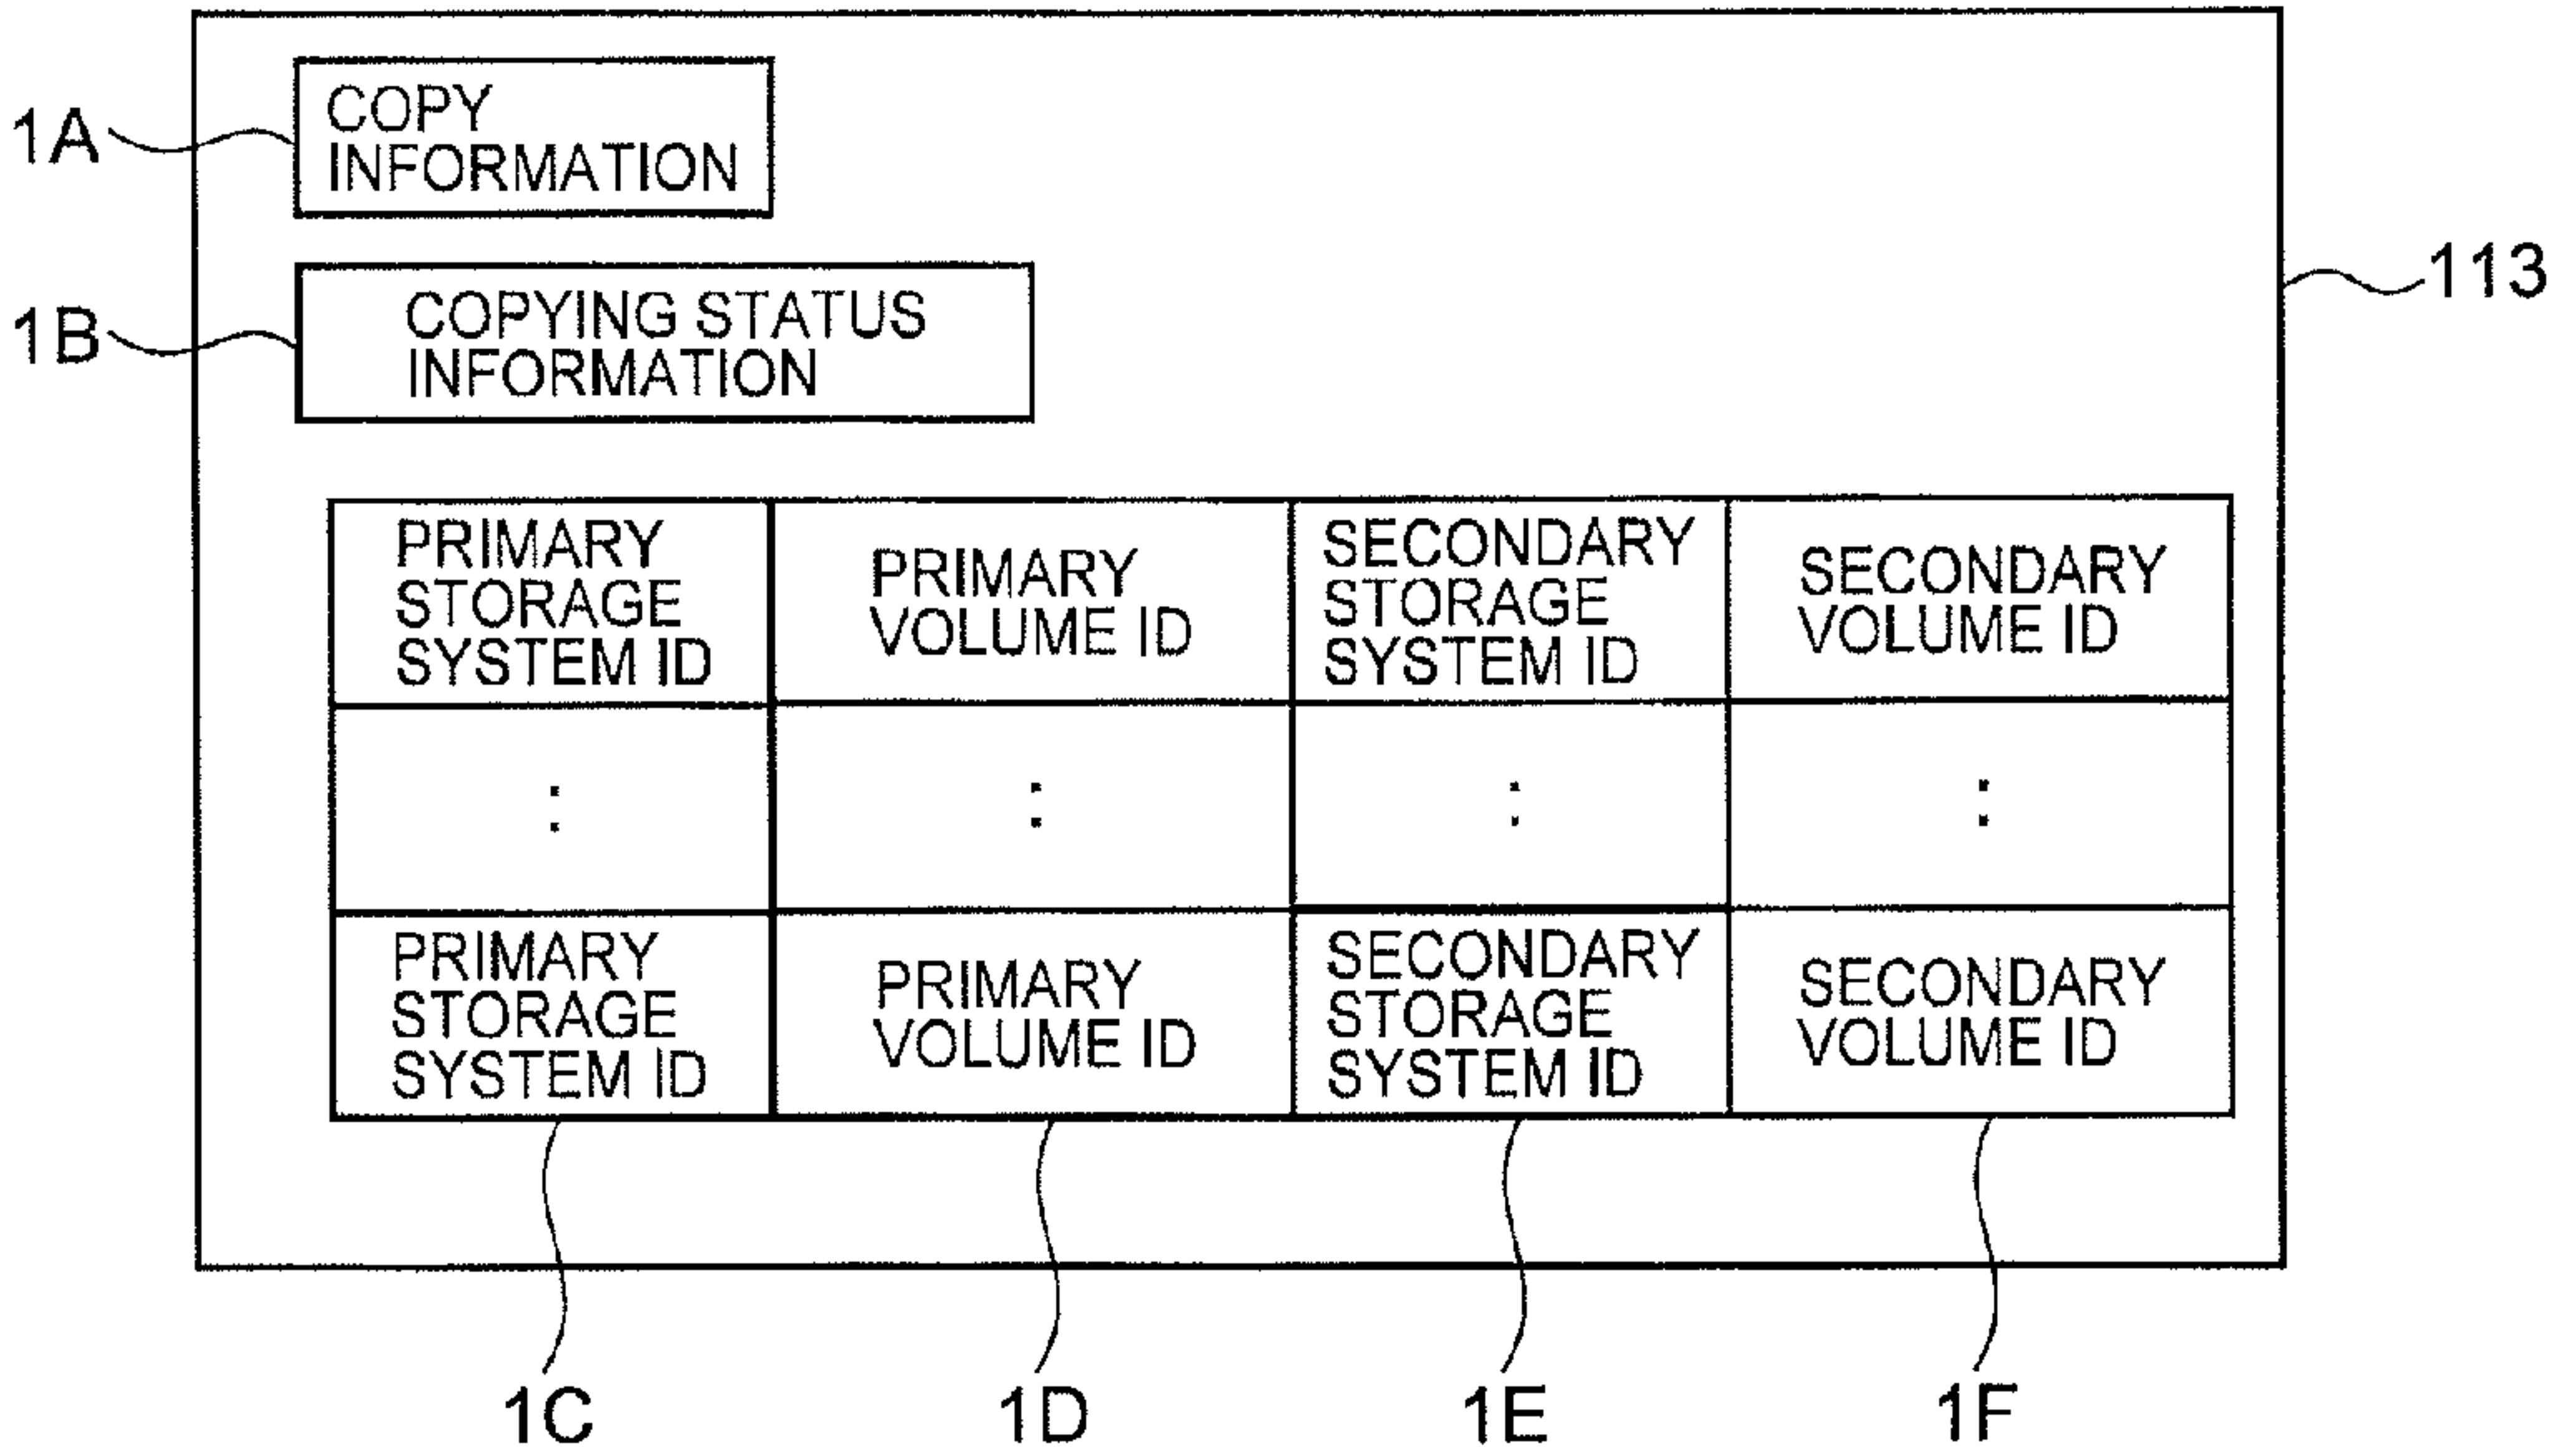 1A
COPY
INFORMATION
113
1B
COPYING STATUS
INFORMATION
PRIMARY
STORAGE
SYSTEM ID
PRIMARY
VOLUME ID
SECONDARY
STORAGE
SYSTEM ID
SECONDARY
VOLUME ID
:
:
:
:
PRIMARY
STORAGE
SYSTEM ID
PRIMARY
VOLUME ID
SECONDARY
STORAGE
SYSTEM ID
SECONDARY
VOLUME ID
1C
1D
1E
1F